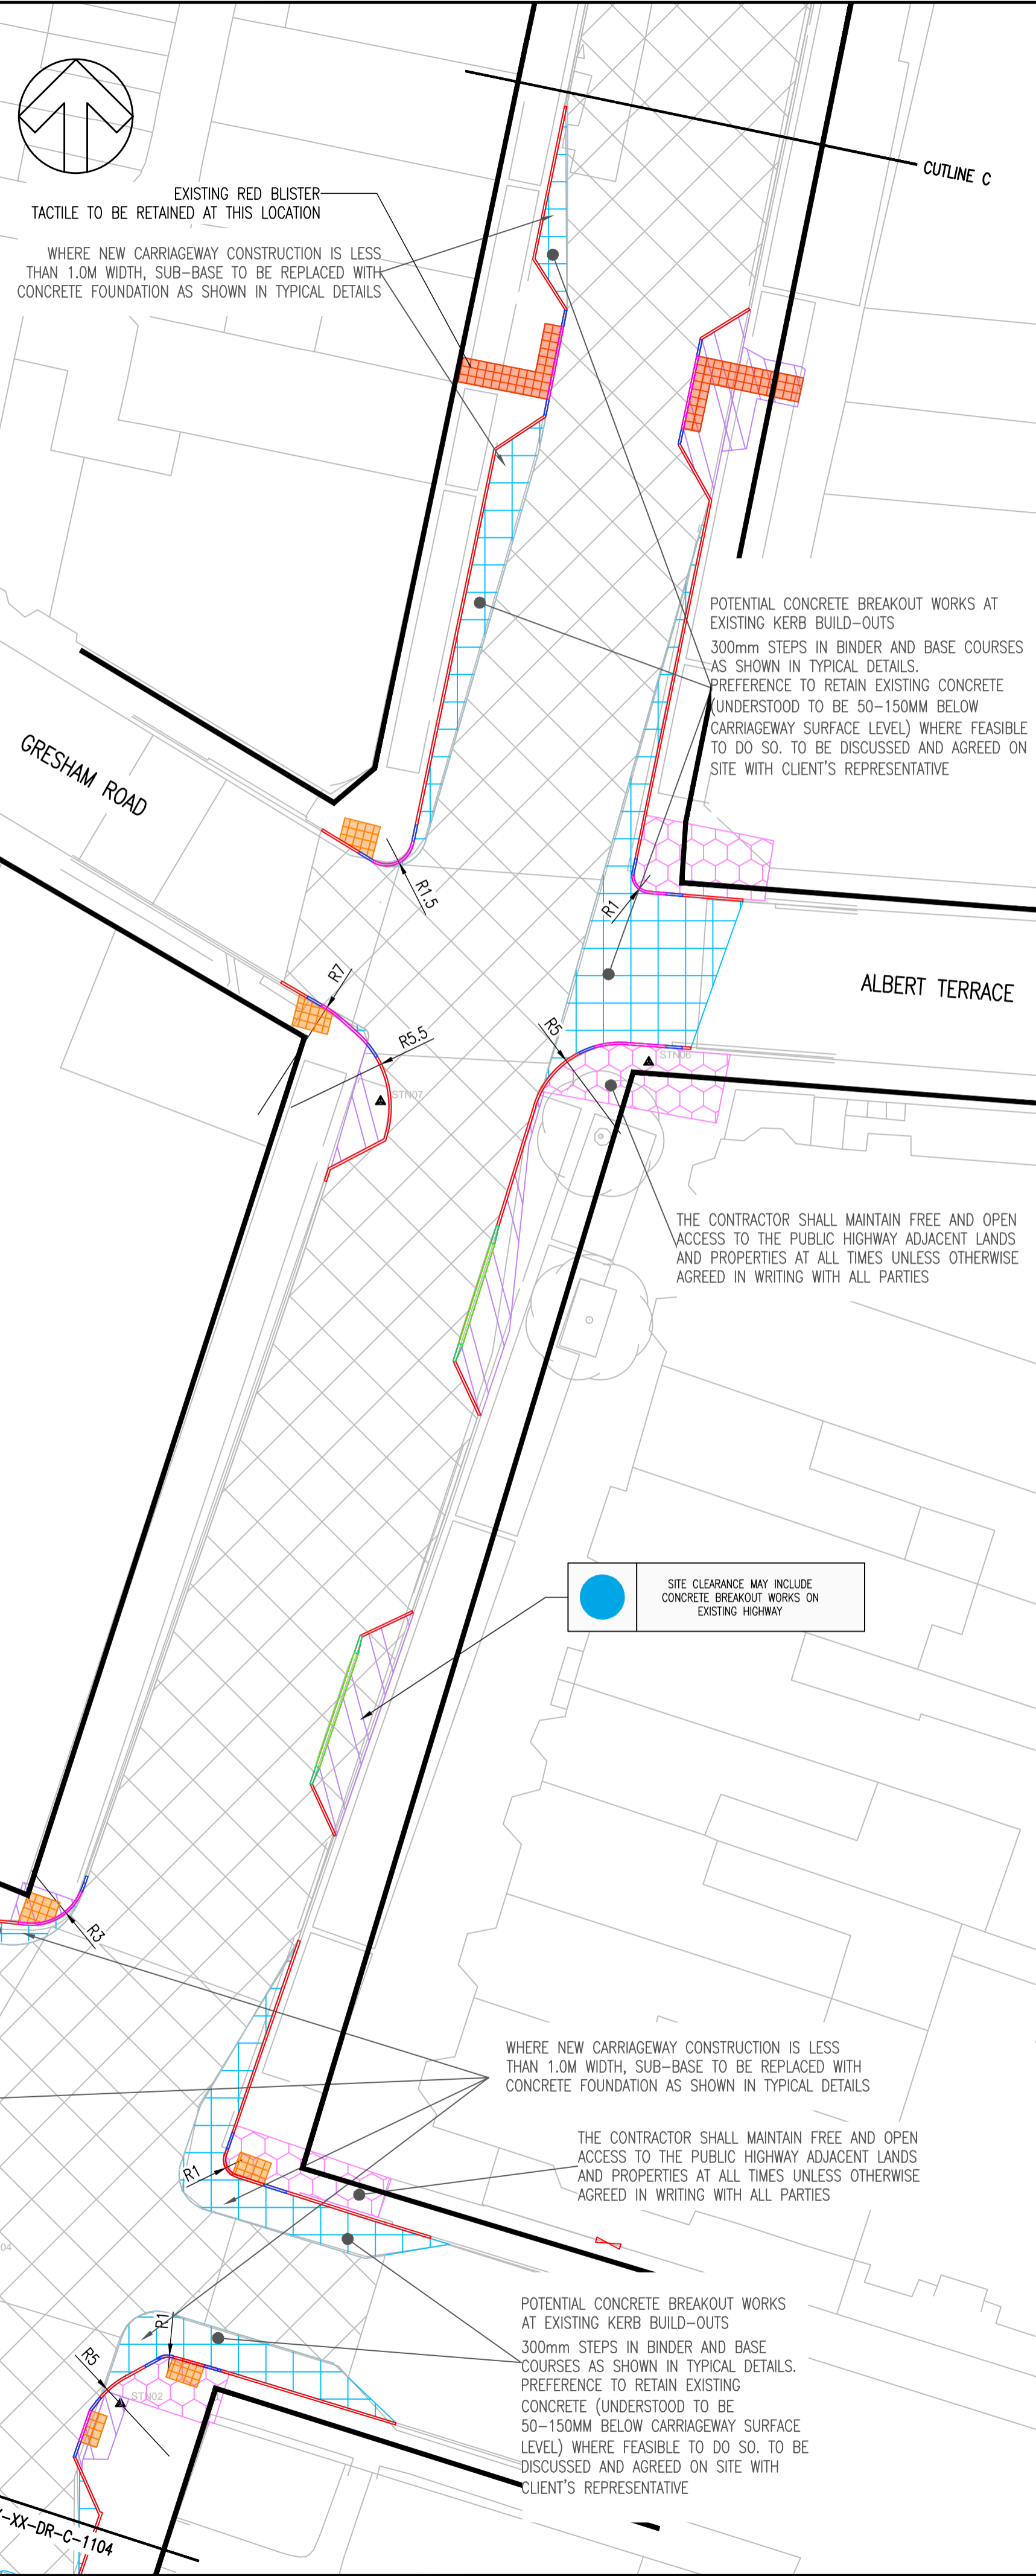 CUTLINE C
EXISTING RED BLISTER
TACTILE TO BE RETAINED AT THIS LOCATION
WHERE NEW CARRIAGEWAY CONSTRUCTION IS LESS
THAN 1.0M WIDTH, SUB-BASE TO BE REPLACED WITH
CONCRETE FOUNDATION AS SHOWN IN TYPICAL DETAILS
POTENTIAL CONCRETE BREAKOUT WORKS AT
EXISTING KERB BUILD-OUTS
300mm STEPS IN BINDER AND BASE COURSES
AS SHOWN IN TYPICAL DETAILS.
PREFERENCE TO RETAIN EXISTING CONCRETE
(UNDERSTOOD TO BE 50-150MM BELOW
CARRIAGEWAY SURFACE LEVEL) WHERE FEASIBLE
TO DO SO. TO BE DISCUSSED AND AGREED ON
SITE WITH CLIENT'S REPRESENTATIVE
GRESHAM ROAD
R1.5
R1
R7
ALBERT TERRACE
R5.5
R5
STN06
STN07
THE CONTRACTOR SHALL MAINTAIN FREE AND OPEN
ACCESS TO THE PUBLIC HIGHWAY ADJACENT LANDS
AND PROPERTIES AT ALL TIMES UNLESS OTHERWISE
AGREED IN WRITING WITH ALL PARTIES
SITE CLEARANCE MAY INCLUDE
CONCRETE BREAKOUT WORKS ON
EXISTING HIGHWAY
R3
WHERE NEW CARRIAGEWAY CONSTRUCTION IS LESS
THAN 1.0M WIDTH, SUB-BASE TO BE REPLACED WITH
CONCRETE FOUNDATION AS SHOWN IN TYPICAL DETAILS
THE CONTRACTOR SHALL MAINTAIN FREE AND OPEN
ACCESS TO THE PUBLIC HIGHWAY ADJACENT LANDS
AND PROPERTIES AT ALL TIMES UNLESS OTHERWISE
AGREED IN WRITING WITH ALL PARTIES
R1
04
POTENTIAL CONCRETE BREAKOUT WORKS
AT EXISTING KERB BUILD-OUTS
300mm STEPS IN BINDER AND BASE
COURSES AS SHOWN IN TYPICAL DETAILS.
PREFERENCE TO RETAIN EXISTING
CONCRETE (UNDERSTOOD TO BE
50-150MM BELOW CARRIAGEWAY SURFACE
LEVEL) WHERE FEASIBLE TO DO SO. TO BE
DISCUSSED AND AGREED ON SITE WITH
CLIENT'S REPRESENTATIVE
R1
R5
STN02
-XX-DR-C-1104